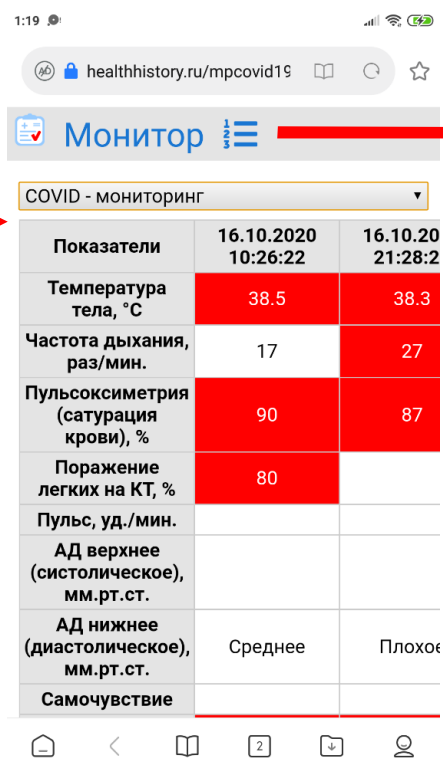 1:19
healthhistory.ru/mpcovid19
Монитор
COVID - мониторинг
Показатели
16.10.2020
10:26:22
16.10.20
21:28:2
Температура
тела, °C
38.5
38.3
Частота дыхания,
раз/мин.
17
27
Пульсоксиметрия
(сатурация
крови), %
90
87
Поражение
легких на КТ, %
80
Пульс, уд./мин.
АД верхнее
(систолическое),
мм.рт.ст.
АД нижнее
(диастолическое),
мм.рт.ст.
Среднее
Плохое
Самочувствие
2